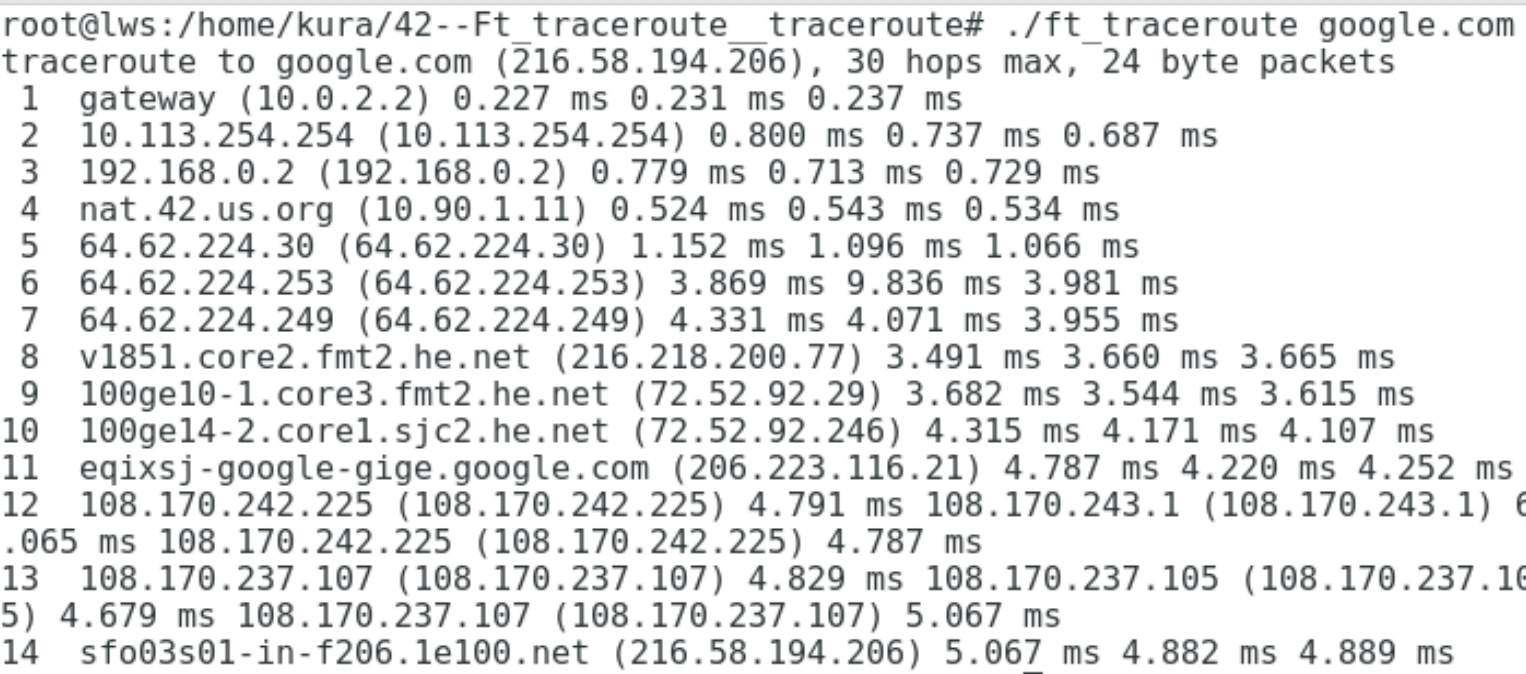 root@lws:/home/kura/42--Ft_traceroute__traceroute# ./ft_traceroute google.com
traceroute to google.com (216.58.194.206), 30 hops max, 24 byte packets
 1  gateway (10.0.2.2) 0.227 ms 0.231 ms 0.237 ms
 2  10.113.254.254 (10.113.254.254) 0.800 ms 0.737 ms 0.687 ms
 3  192.168.0.2 (192.168.0.2) 0.779 ms 0.713 ms 0.729 ms
 4  nat.42.us.org (10.90.1.11) 0.524 ms 0.543 ms 0.534 ms
 5  64.62.224.30 (64.62.224.30) 1.152 ms 1.096 ms 1.066 ms
 6  64.62.224.253 (64.62.224.253) 3.869 ms 9.836 ms 3.981 ms
 7  64.62.224.249 (64.62.224.249) 4.331 ms 4.071 ms 3.955 ms
 8  v1851.core2.fmt2.he.net (216.218.200.77) 3.491 ms 3.660 ms 3.665 ms
 9  100ge10-1.core3.fmt2.he.net (72.52.92.29) 3.682 ms 3.544 ms 3.615 ms
10  100ge14-2.core1.sjc2.he.net (72.52.92.246) 4.315 ms 4.171 ms 4.107 ms
11  eqixsj-google-gige.google.com (206.223.116.21) 4.787 ms 4.220 ms 4.252 ms
12  108.170.242.225 (108.170.242.225) 4.791 ms 108.170.243.1 (108.170.243.1) 6
.065 ms 108.170.242.225 (108.170.242.225) 4.787 ms
13  108.170.237.107 (108.170.237.107) 4.829 ms 108.170.237.105 (108.170.237.10
5) 4.679 ms 108.170.237.107 (108.170.237.107) 5.067 ms
14  sfo03s01-in-f206.1e100.net (216.58.194.206) 5.067 ms 4.882 ms 4.889 ms